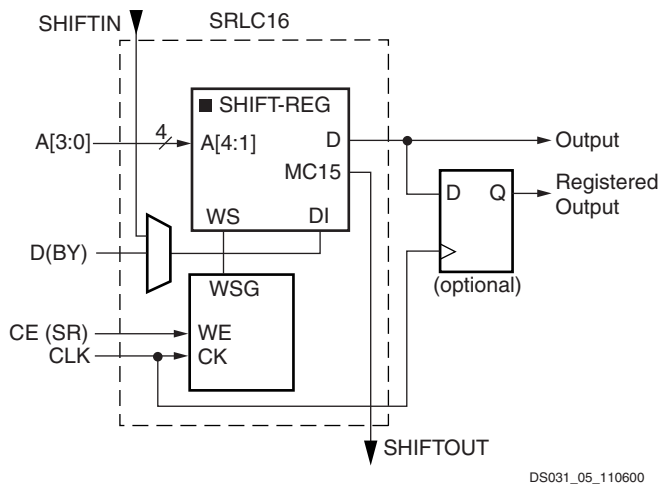 SHIFTIN
SRLC16
SHIFT-REG
A[3:0]
4
A[4:1]
D
MC15
Output
D Q
Registered
Output
WS
DI
D(BY)
WSG
(optional)
CE (SR)
WE
CLK
CK
SHIFTOUT
DS031_05_110600